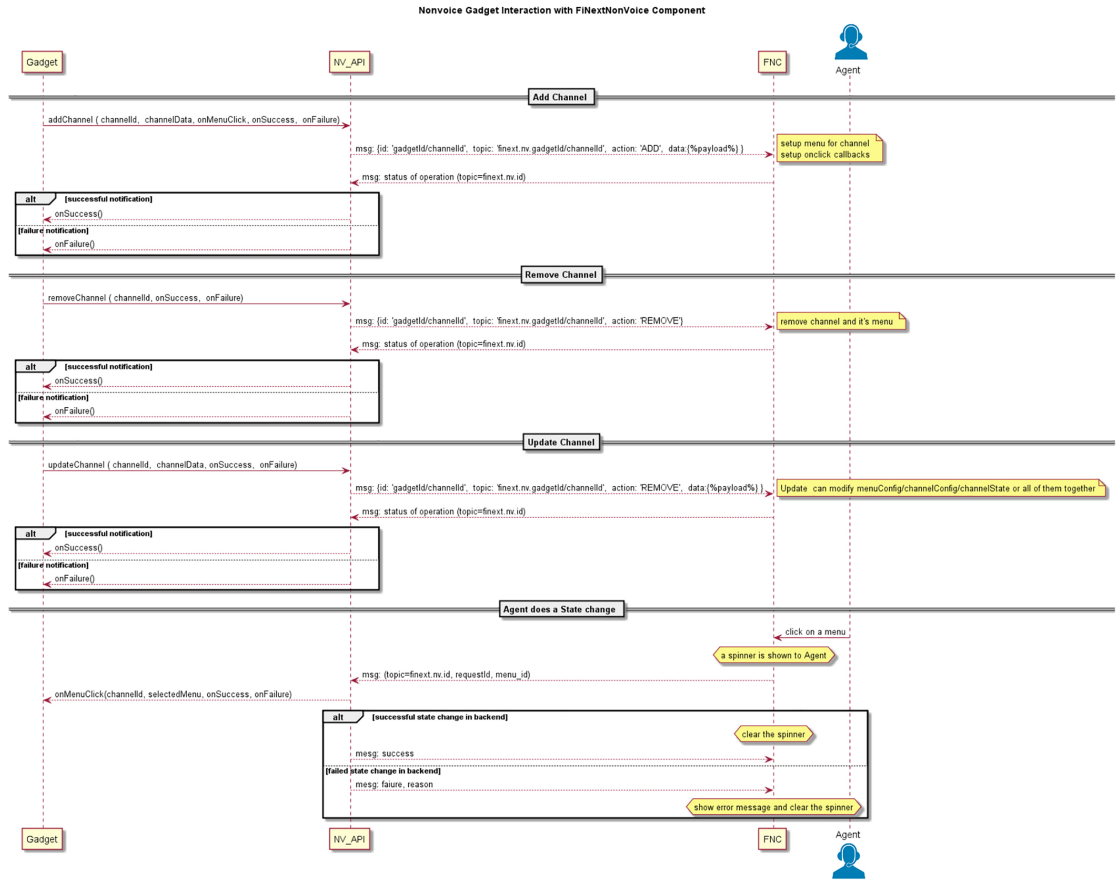 Nonvoice Gadget Interaction with FiNextNonVoice Component
Gadget
NV_API
FNC
Agent
Add Channel
addChannel ( channelId, channelData, onMenuClick, onSuccess, onFailure)
msg: {id: 'gadgetId/channelId', topic: 'finext.nv.gadgetId/channelId', action: 'ADD', data:{%payload%} }
setup menu for channel
setup onclick callbacks
msg: status of operation (topic=finext.nv.id)
alt
[successful notification]
onSuccess()
[failure notification]
onFailure()
Remove Channel
removeChannel ( channelId, onSuccess, onFailure)
msg: {id: 'gadgetId/channelId', topic: 'finext.nv.gadgetId/channelId', action: 'REMOVE'}
remove channel and it's menu
msg: status of operation (topic=finext.nv.id)
alt
[successful notification]
onSuccess()
[failure notification]
onFailure()
Update Channel
updateChannel ( channelId, channelData, onSuccess, onFailure)
msg: {id: 'gadgetId/channelId', topic: 'finext.nv.gadgetId/channelId', action: 'REMOVE', data:{%payload%} }
Update can modify menuConfig/channelConfig/channelState or all of them together
msg: status of operation (topic=finext.nv.id)
alt
[successful notification]
onSuccess()
[failure notification]
onFailure()
Agent does a State change
click on a menu
a spinner is shown to Agent
msg: (topic=finext.nv.id, requestId, menu_id)
onMenuClick(channelId, selectedMenu, onSuccess, onFailure)
alt
[successful state change in backend]
clear the spinner
mesg: success
[failed state change in backend]
mesg: faiure, reason
show error message and clear the spinner
Gadget
NV_API
FNC
Agent